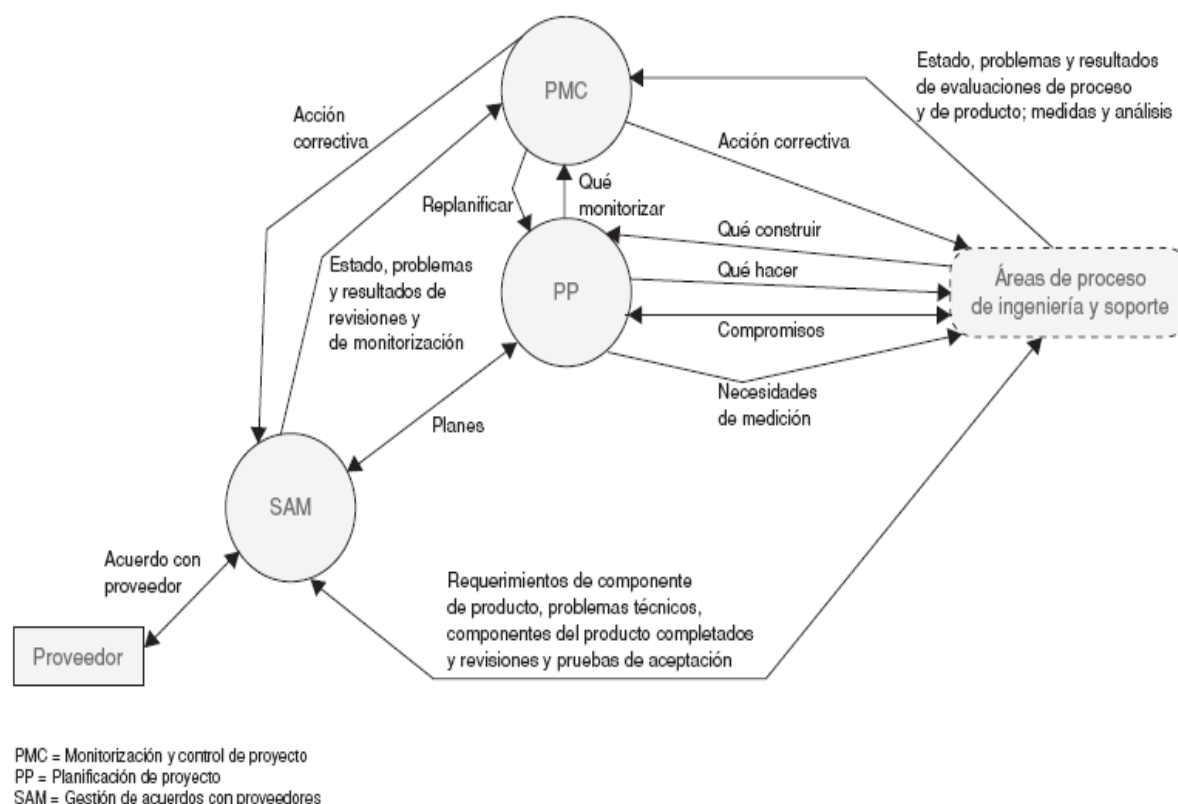 PMC
Estado, problemas y resultados
de evaluaciones de proceso
y de producto; medidas y análisis
Acción
correctiva
Acción correctiva
Replanificar
Qué
monitorizar
Qué construir
Qué hacer
Estado, problemas
y resultados de
revisiones y
de monitorización
PP
Áreas de proceso
de ingeniería y soporte
Compromisos
Necesidades
de medición
Planes
SAM
Acuerdo con
proveedor
Requerimientos de componente
de producto, problemas técnicos,
componentes del producto completados
y revisiones y pruebas de aceptación
Proveedor
PMC = Monitorización y control de proyecto
PP = Planificación de proyecto
SAM = Gestión de acuerdos con proveedores